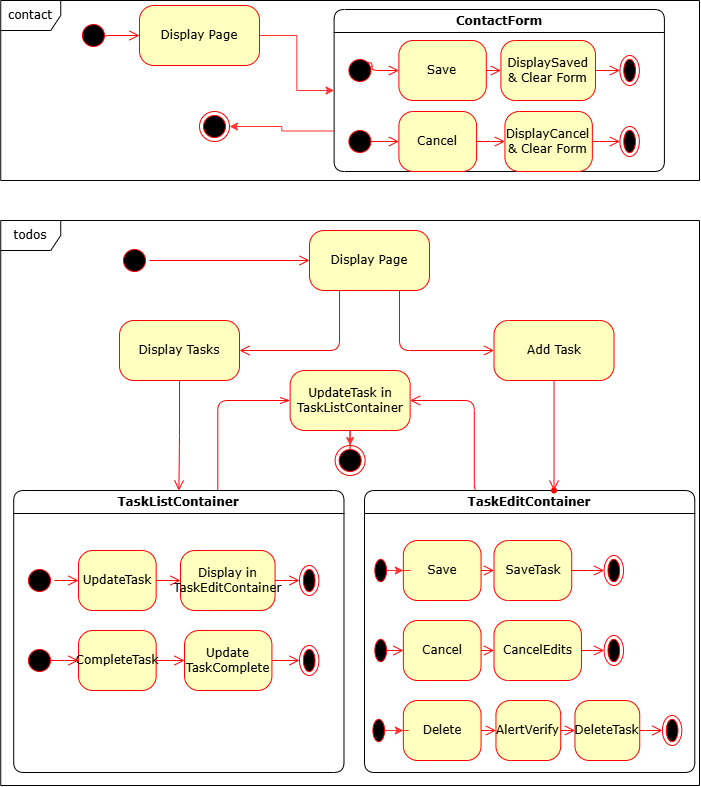 contact
ContactForm
Display Page
Save
DisplaySaved
& Clear Form
Cancel
DisplayCancel
& Clear Form
todos
Display Page
Display Tasks
Add Task
UpdateTask in
TaskListContainer
TaskListContainer
TaskEditContainer
UpdateTask
Display in
TaskEditContainer
CompleteTask
Update
TaskComplete
Save
SaveTask
Cancel
CancelEdits
Delete
AlertVerify
DeleteTask